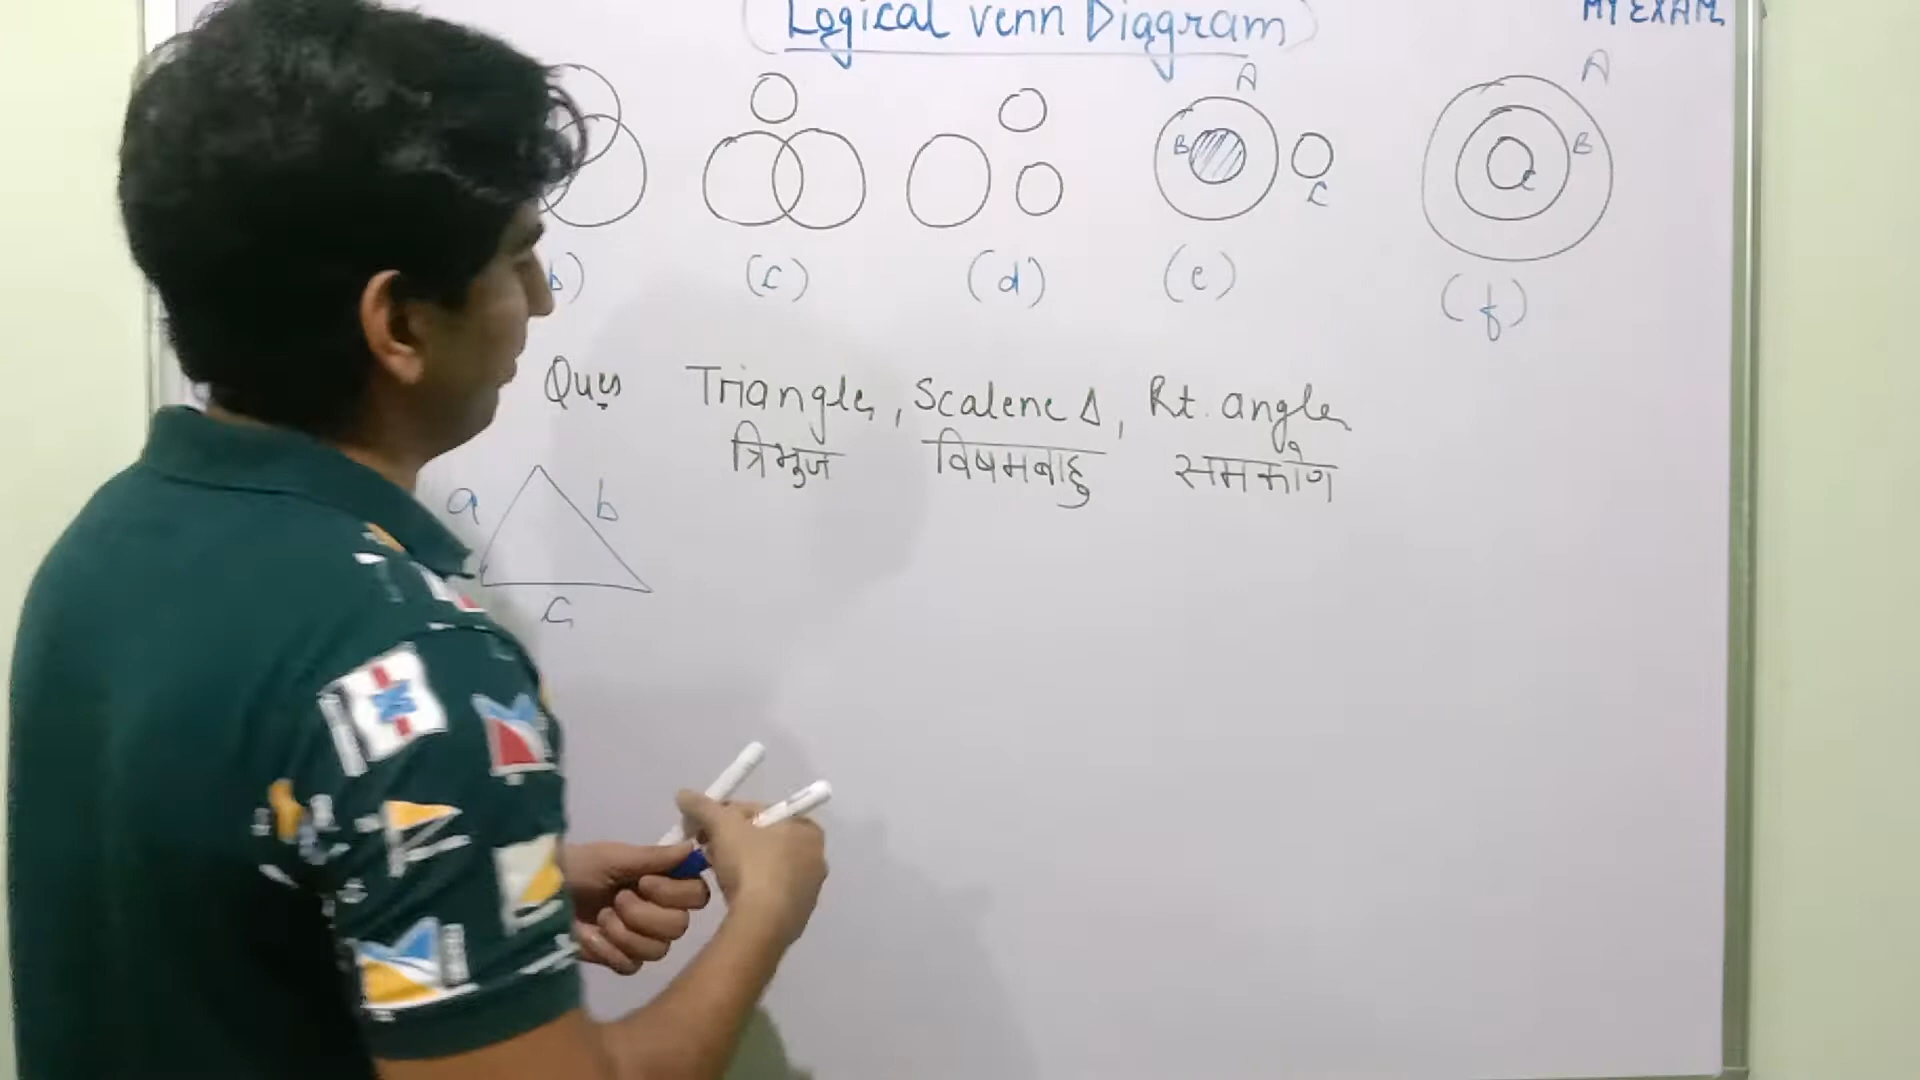 Logical Venn Diagram
MY EXAM
A
A
B
B
C
C
b)
(c)
(d)
(e)
(f)
Ques Triangle, Scalene Δ, Rt. angle
त्रिभुज विषमबाहु समकोण
a
b
c